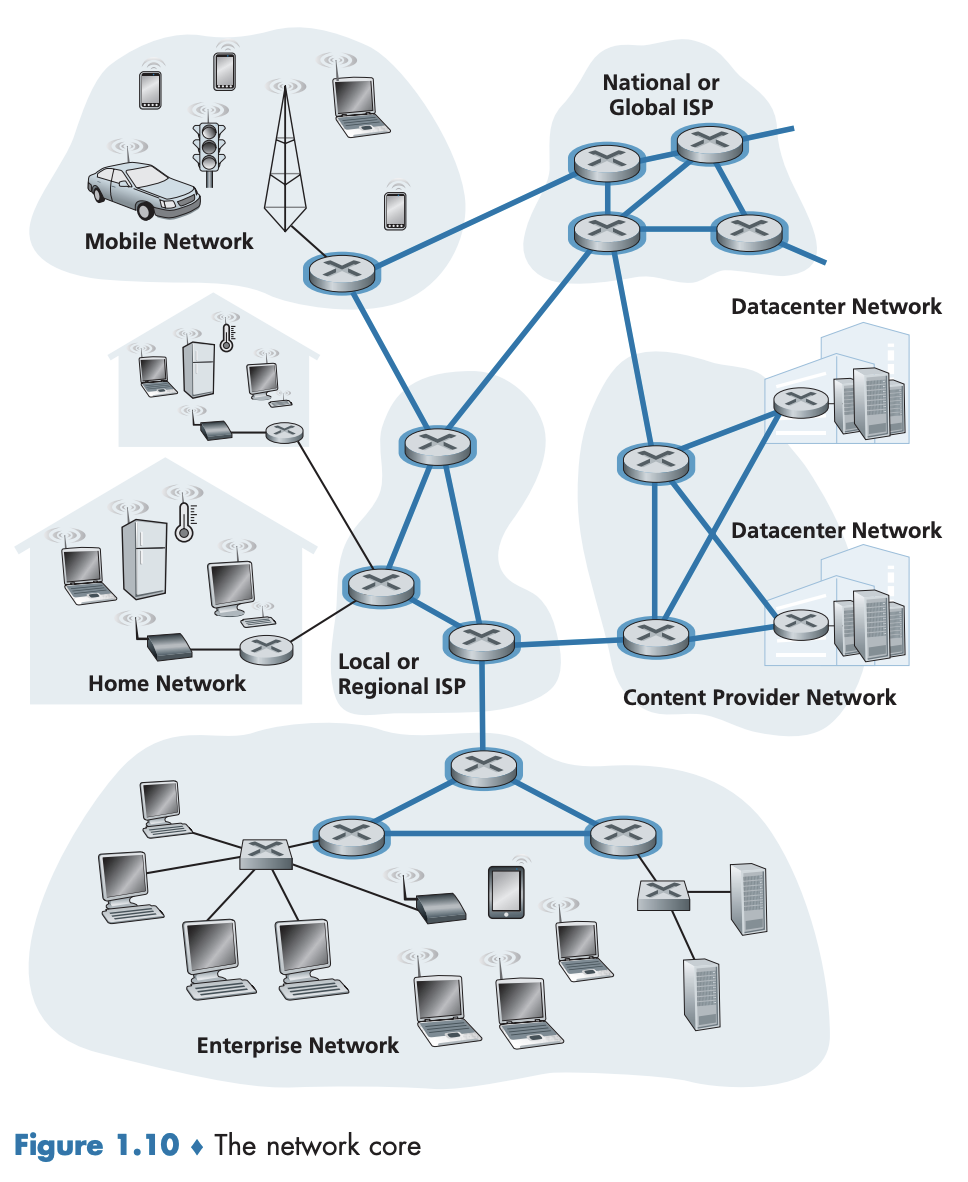 National or
Global ISP
Mobile Network
Datacenter Network
Datacenter Network
Home Network
Local or
Regional ISP
Content Provider Network
Enterprise Network
Figure 1.10 ♦ The network core